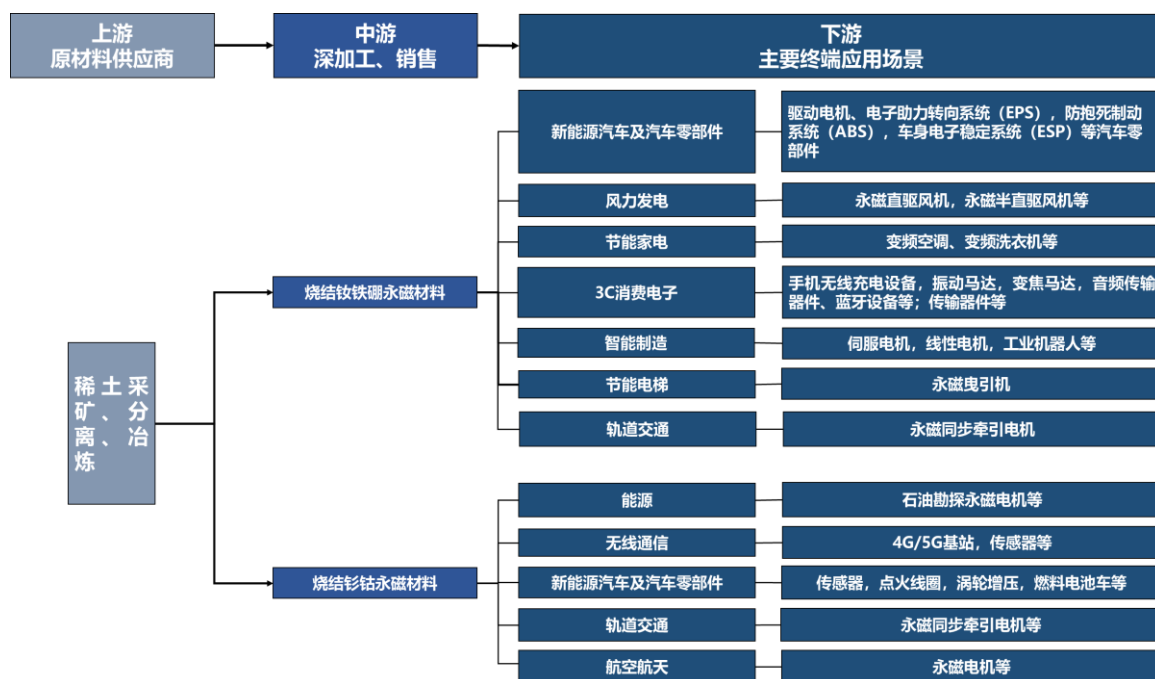 上游
原材料供应商
中游
深加工、销售
下游
主要终端应用场景
稀土采
矿、分
离、冶
炼
烧结钕铁硼永磁材料
新能源汽车及汽车零部件
驱动电机、电子助力转向系统（EPS），防抱死制动
系统（ABS），车身电子稳定系统（ESP）等汽车零
部件
风力发电
永磁直驱风机，永磁半直驱风机等
节能家电
变频空调、变频洗衣机等
3C消费电子
手机无线充电设备，振动马达，变焦马达，音频传输
器件、蓝牙设备等；传输器件等
智能制造
伺服电机，线性电机，工业机器人等
节能电梯
永磁曳引机
轨道交通
永磁同步牵引电机
烧结钐钴永磁材料
能源
石油勘探永磁电机等
无线通信
4G/5G基站，传感器等
新能源汽车及汽车零部件
传感器，点火线圈，涡轮增压，燃料电池车等
轨道交通
永磁同步牵引电机等
航空航天
永磁电机等